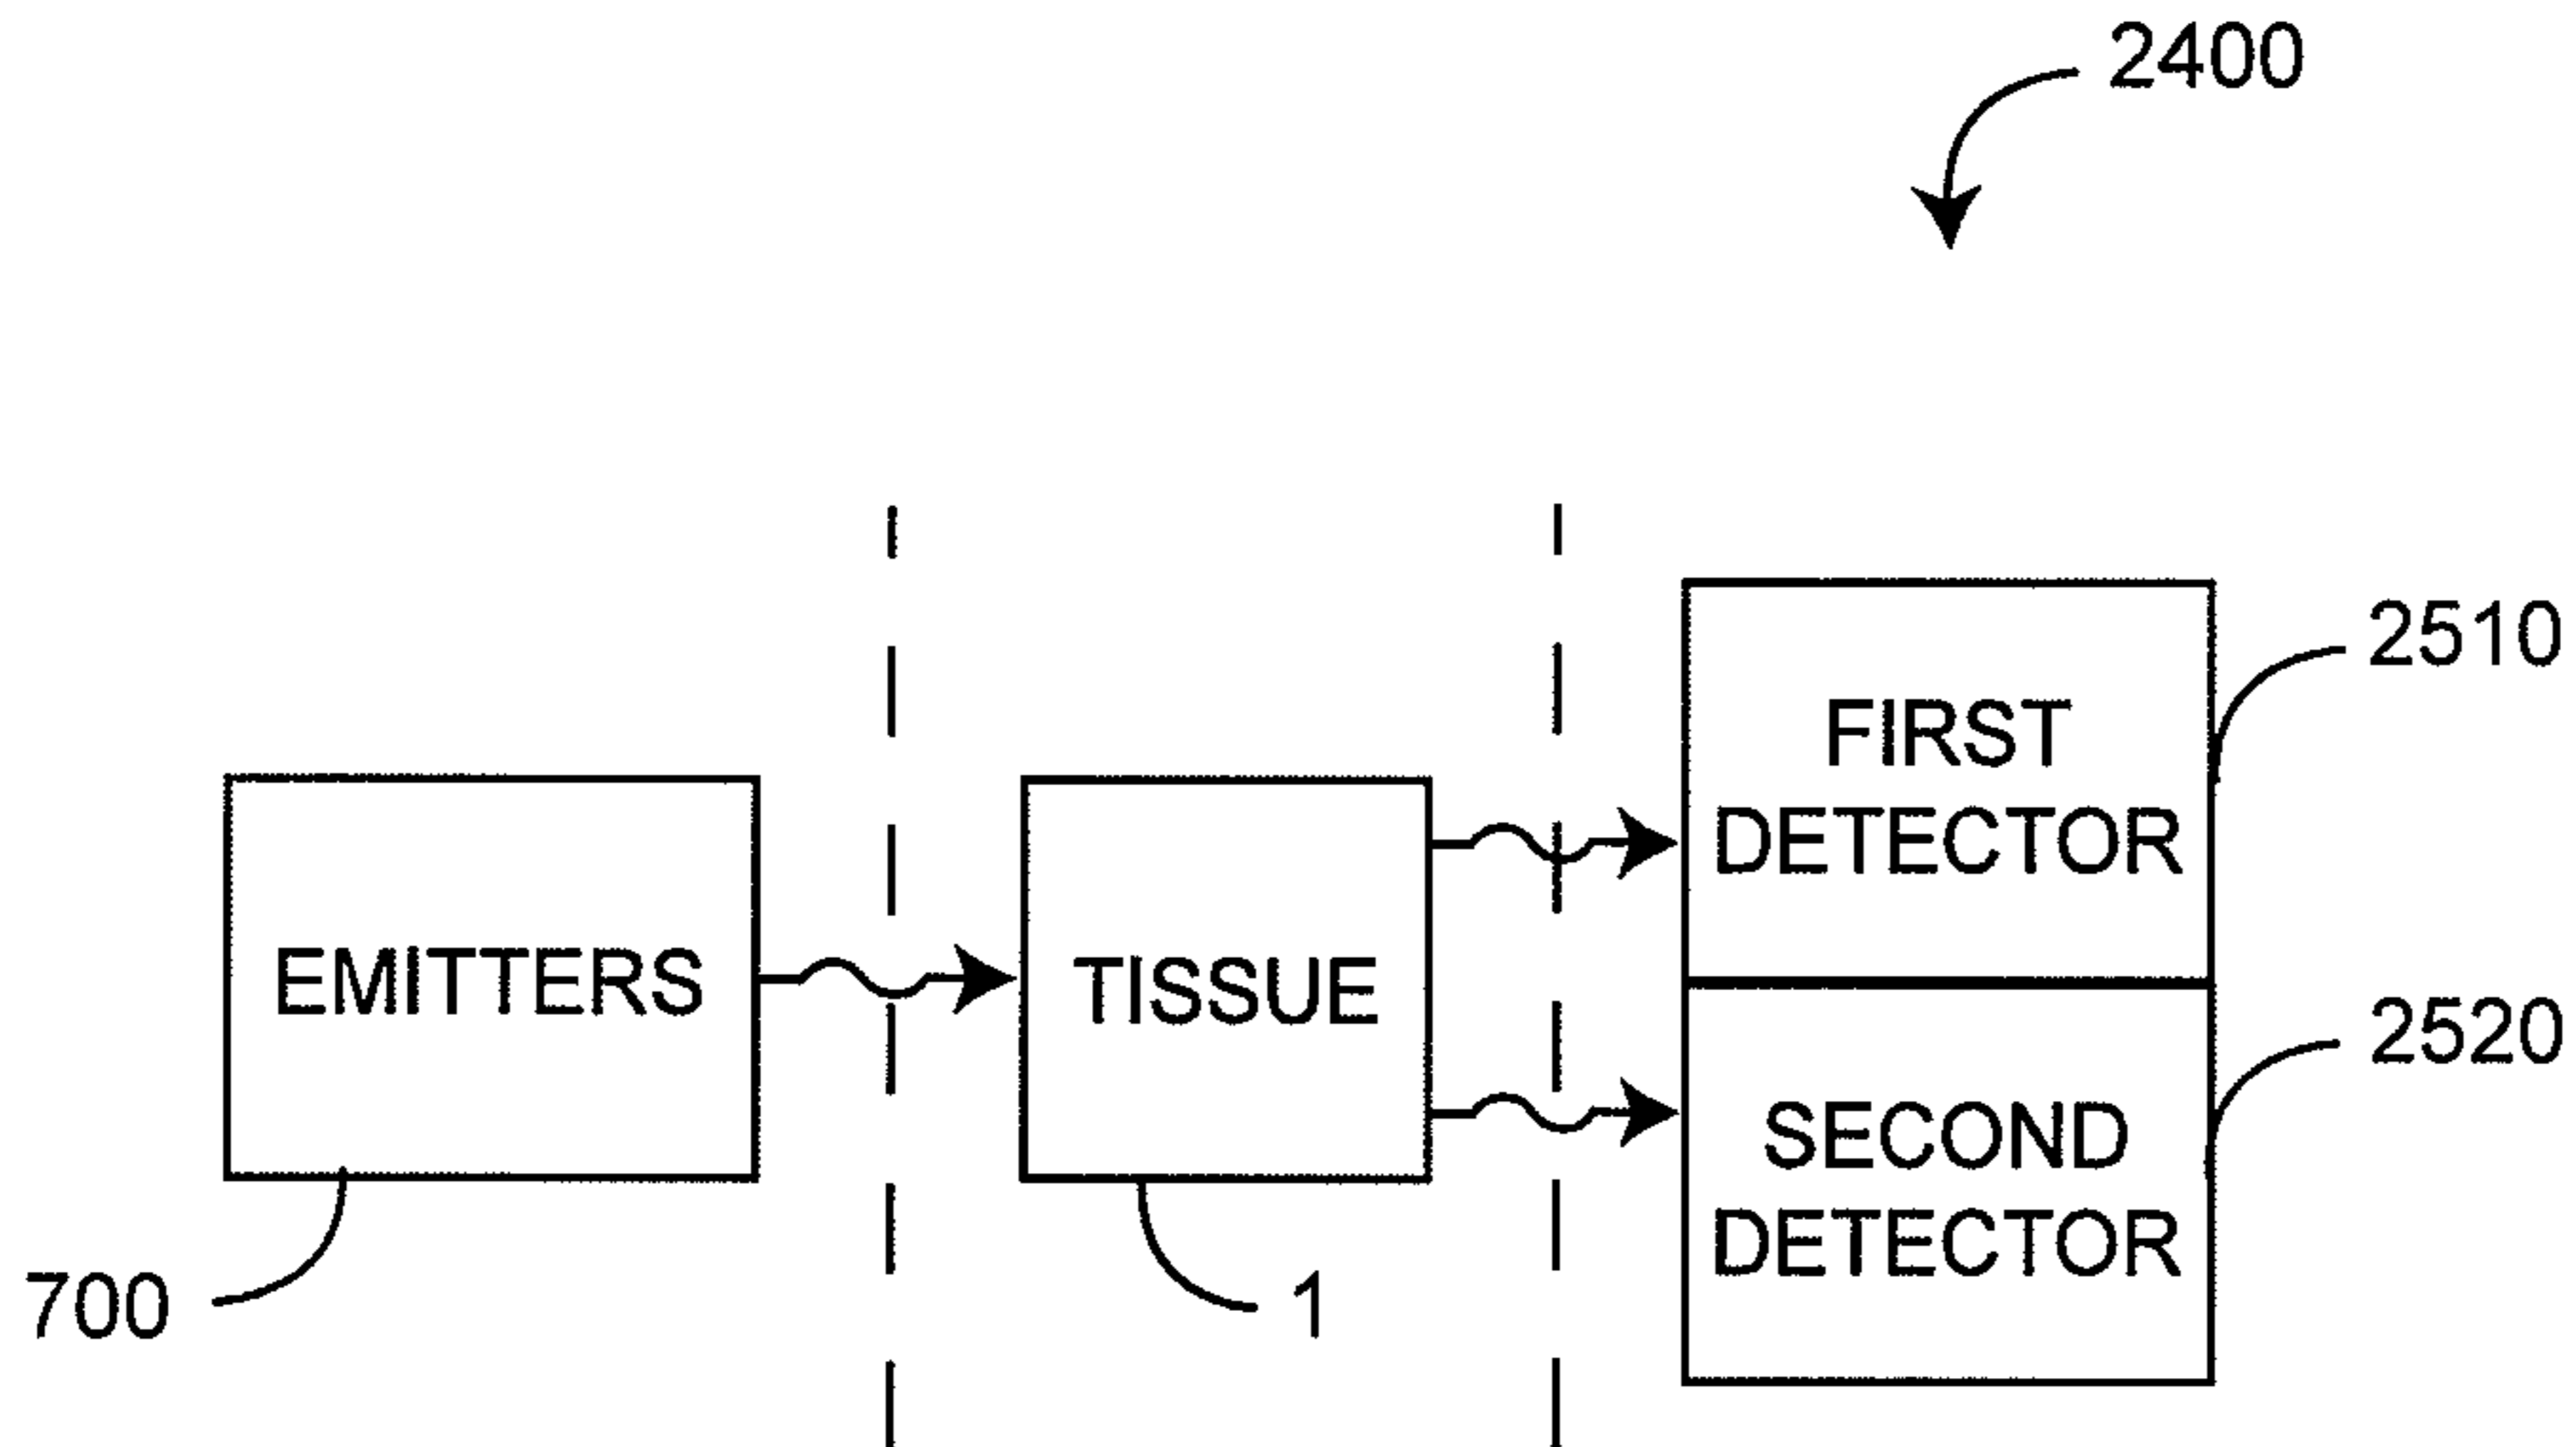 2400
2510
FIRST
DETECTOR
EMITTERS
TISSUE
2520
SECOND
DETECTOR
700
1